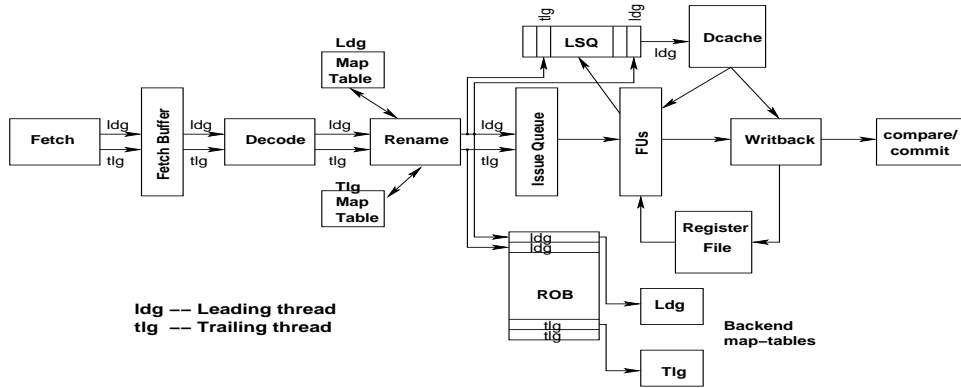 tlg
ldg
LSQ
ldg
Dcache
Ldg
Map
Table
Fetch
ldg
tlg
Fetch Buffer
ldg
tlg
Decode
ldg
tlg
Rename
ldg
tlg
Issue Queue
FUs
Writback
compare/
commit
Tlg
Map
Table
Register
File
ldg
ldg
ROB
tlg
tlg
Ldg
Tlg
Backend
map-tables
ldg -- Leading thread
tlg -- Trailing thread